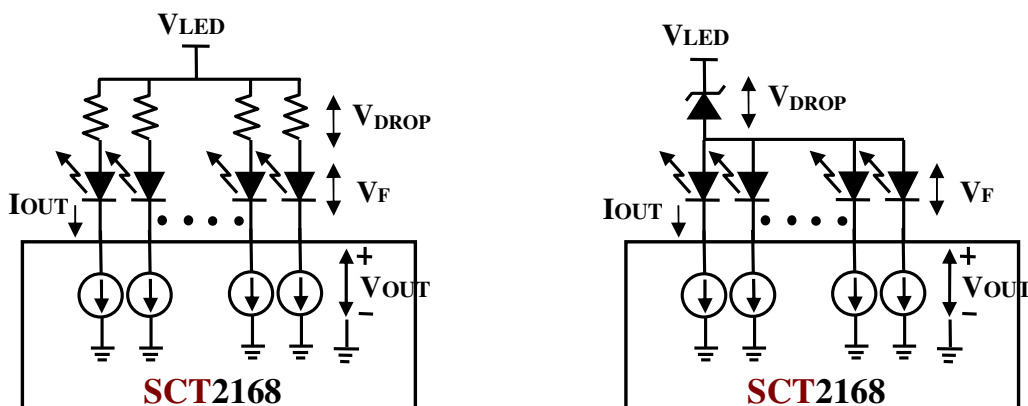 VLED
VDROP
VF
IOUT
+
VOUT
–
SCT2168
VLED
VDROP
VF
IOUT
+
VOUT
–
SCT2168